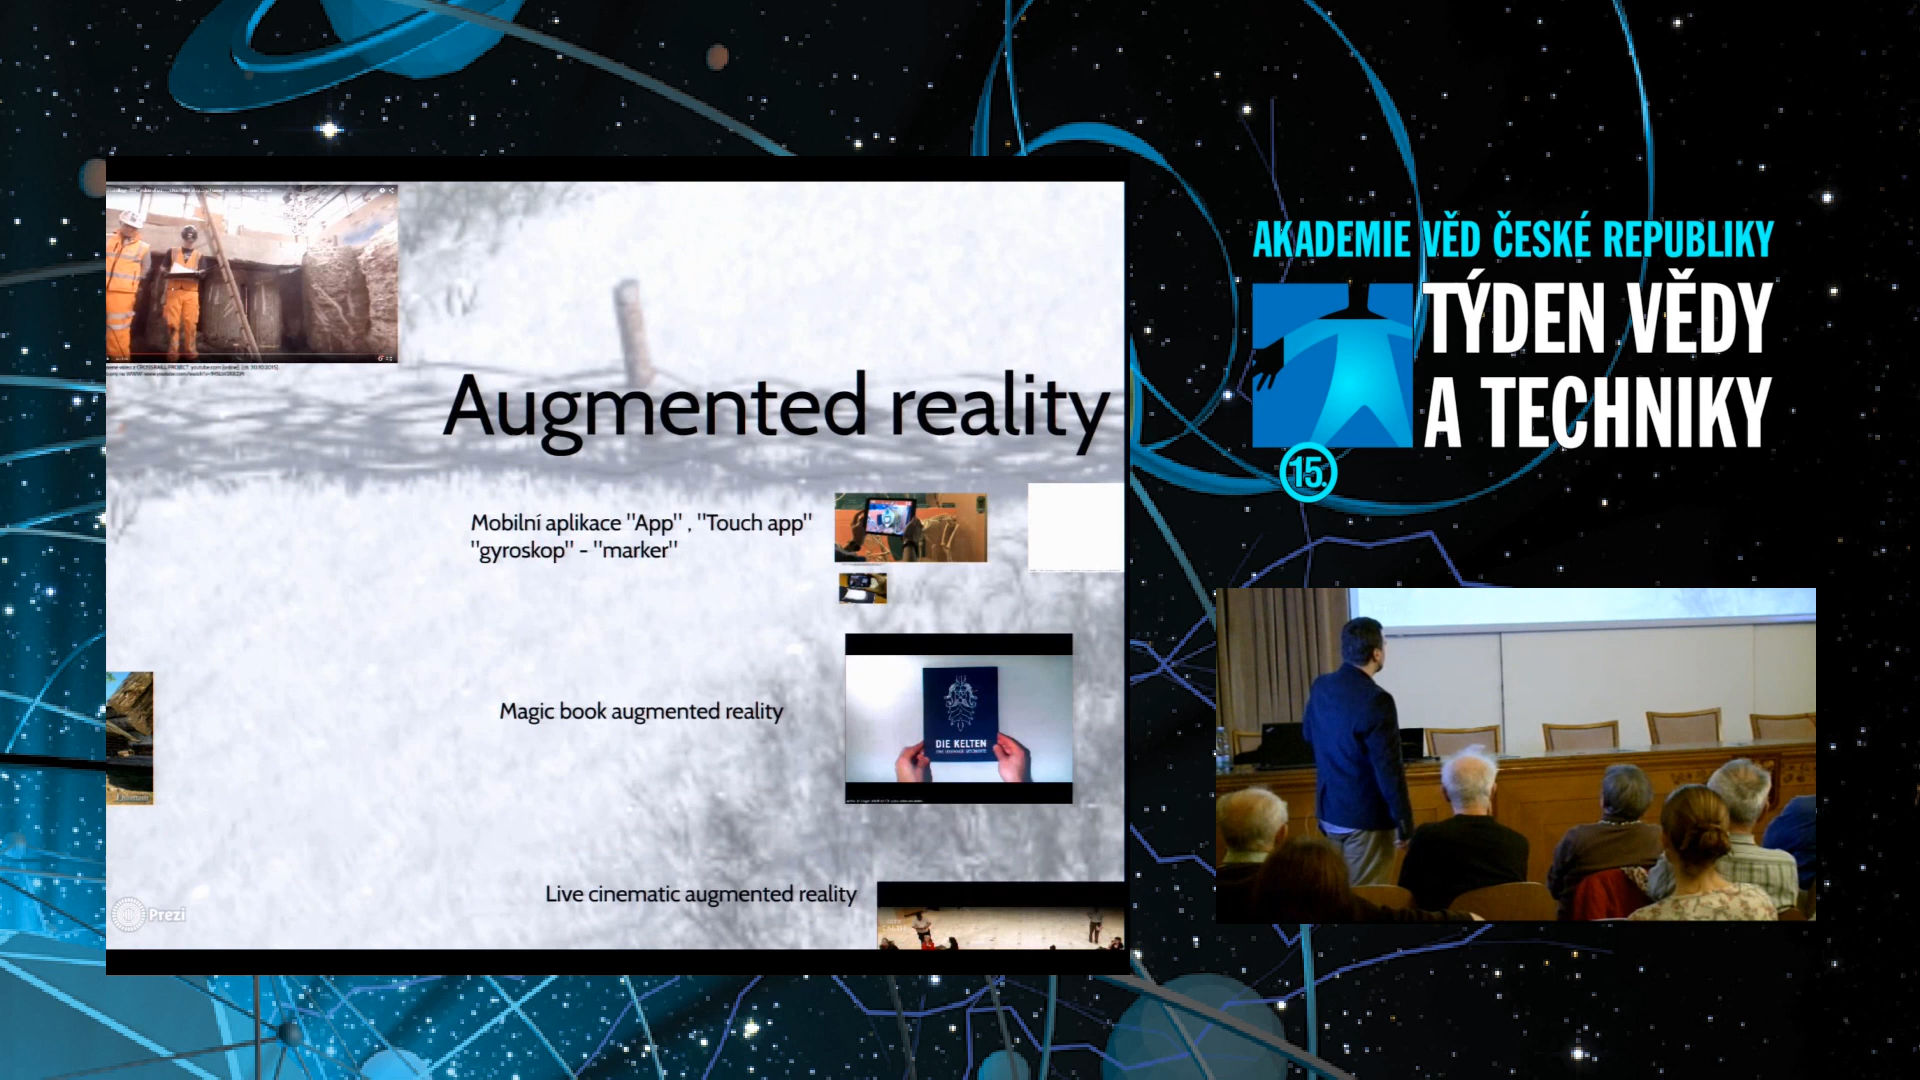 AKADEMIE VĚD ČESKÉ REPUBLIKY
TÝDEN VĚDY
A TECHNIKY
15.
Augmented reality
Mobilní aplikace "App" , "Touch app"
"gyroskop" - "marker"
Magic book augmented reality
DIE KELTEN
Live cinematic augmented reality
Prezi